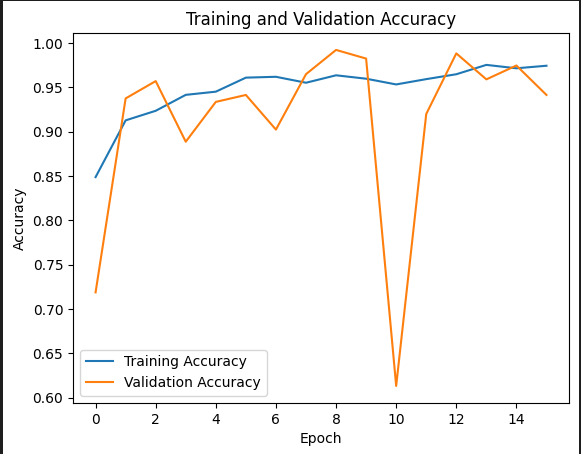 Training and Validation Accuracy
1.00
0.95
0.90
0.85
0.80
0.75
0.70
0.65
0.60
Accuracy
Training Accuracy
Validation Accuracy
0 2 4 6 8 10 12 14
Epoch